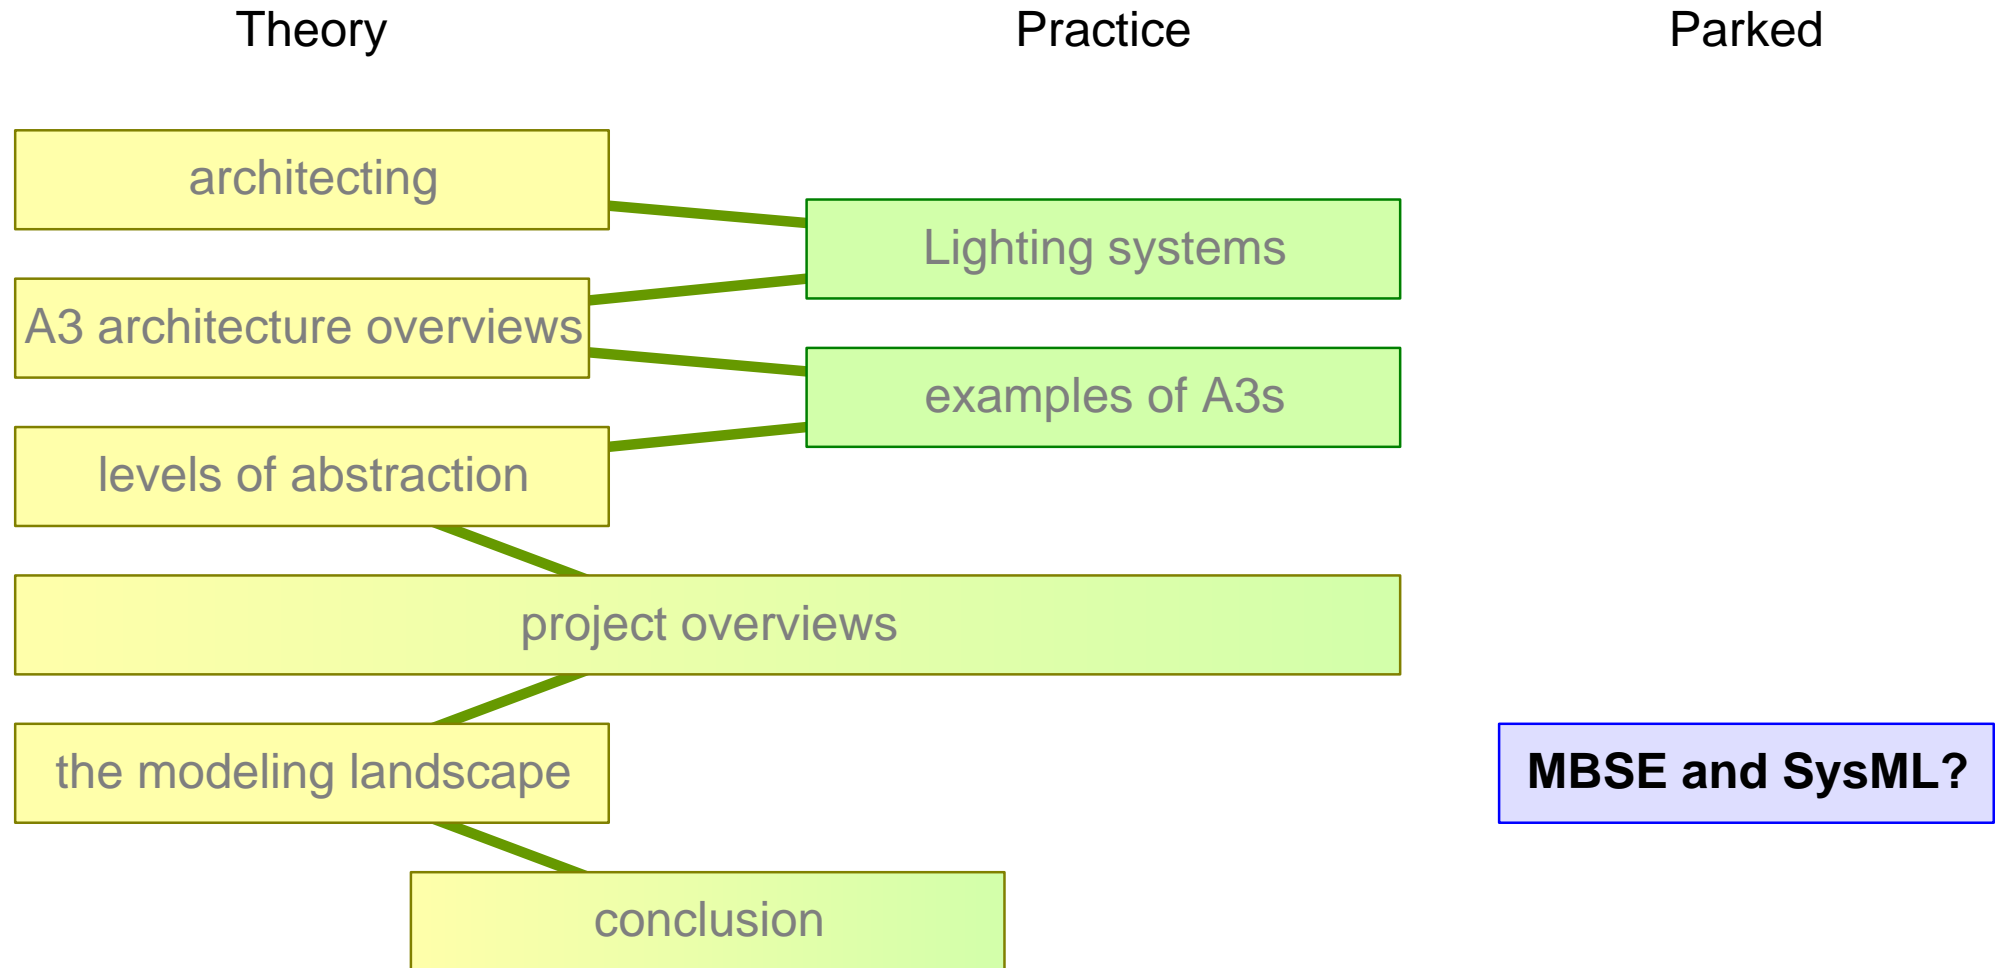 Theory
Practice
Parked
architecting
Lighting systems
A3 architecture overviews
examples of A3s
levels of abstraction
project overviews
the modeling landscape
MBSE and SysML?
conclusion